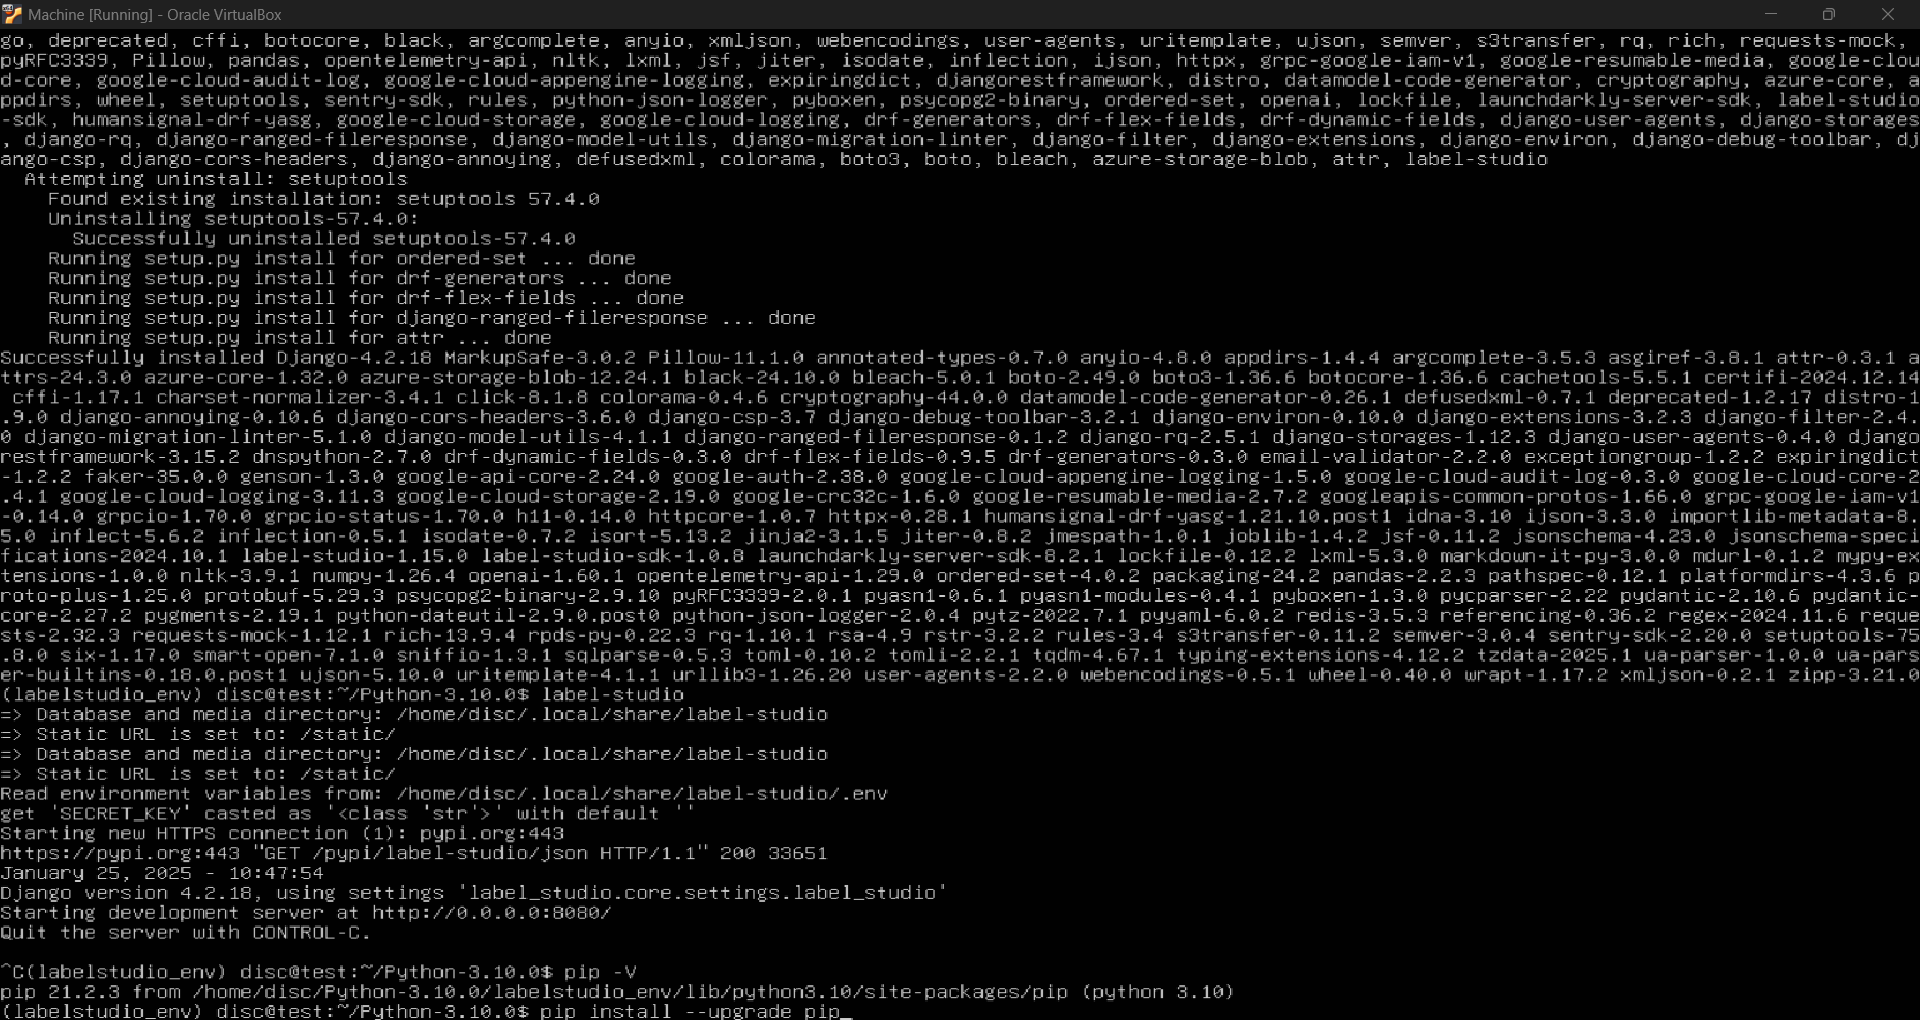 Machine [Running] - Oracle VirtualBox
go, deprecated, cffi, botocore, black, argcomplete, anyio, xmljson, webencodings, user-agents, uritemplate, ujson, semver, s3transfer, rq, rich, requests-mock,
pyRFC3339, Pillow, pandas, opentelemetry-api, nltk, lxml, jsf, jiter, isodate, inflection, ijson, httpx, grpc-google-iam-v1, google-resumable-media, google-clou
d-core, google-cloud-audit-log, google-cloud-appengine-logging, expiringdict, djangorestframework, distro, datamodel-code-generator, cryptography, azure-core, a
ppdirs, wheel, setuptools, sentry-sdk, rules, python-json-logger, pyboxen, psycopg2-binary, ordered-set, openai, lockfile, launchdarkly-server-sdk, label-studio
-sdk, humansignal-drf-yasg, google-cloud-storage, google-cloud-logging, drf-generators, drf-flex-fields, drf-dynamic-fields, django-user-agents, django-storages
, django-rq, django-ranged-fileresponse, django-model-utils, django-migration-linter, django-filter, django-extensions, django-environ, django-debug-toolbar, dj
ango-csp, django-cors-headers, django-annoying, defusedxml, colorama, boto3, boto, bleach, azure-storage-blob, attr, label-studio
  Attempting uninstall: setuptools
    Found existing installation: setuptools 57.4.0
    Uninstalling setuptools-57.4.0:
      Successfully uninstalled setuptools-57.4.0
    Running setup.py install for ordered-set ... done
    Running setup.py install for drf-generators ... done
    Running setup.py install for drf-flex-fields ... done
    Running setup.py install for django-ranged-fileresponse ... done
    Running setup.py install for attr ... done
Successfully installed Django-4.2.18 MarkupSafe-3.0.2 Pillow-11.1.0 annotated-types-0.7.0 anyio-4.8.0 appdirs-1.4.4 argcomplete-3.5.3 asgiref-3.8.1 attr-0.3.1 a
ttrs-24.3.0 azure-core-1.32.0 azure-storage-blob-12.24.1 black-24.10.0 bleach-5.0.1 boto-2.49.0 boto3-1.36.6 botocore-1.36.6 cachetools-5.5.1 certifi-2024.12.14
 cffi-1.17.1 charset-normalizer-3.4.1 click-8.1.8 colorama-0.4.6 cryptography-44.0.0 datamodel-code-generator-0.26.1 defusedxml-0.7.1 deprecated-1.2.17 distro-1
.9.0 django-annoying-0.10.6 django-cors-headers-3.6.0 django-csp-3.7 django-debug-toolbar-3.2.1 django-environ-0.10.0 django-extensions-3.2.3 django-filter-2.4.
0 django-migration-linter-5.1.0 django-model-utils-4.1.1 django-ranged-fileresponse-0.1.2 django-rq-2.5.1 django-storages-1.12.3 django-user-agents-0.4.0 django
restframework-3.15.2 dnspython-2.7.0 drf-dynamic-fields-0.3.0 drf-flex-fields-0.9.5 drf-generators-0.3.0 email-validator-2.2.0 exceptiongroup-1.2.2 expiringdict
-1.2.2 faker-35.0.0 genson-1.3.0 google-api-core-2.24.0 google-auth-2.38.0 google-cloud-appengine-logging-1.5.0 google-cloud-audit-log-0.3.0 google-cloud-core-2
.4.1 google-cloud-logging-3.11.3 google-cloud-storage-2.19.0 google-crc32c-1.6.0 google-resumable-media-2.7.2 googleapis-common-protos-1.66.0 grpc-google-iam-v1
-0.14.0 grpcio-1.70.0 grpcio-status-1.70.0 h11-0.14.0 httpcore-1.0.7 httpx-0.28.1 humansignal-drf-yasg-1.21.10.post1 idna-3.10 ijson-3.3.0 importlib-metadata-8.
5.0 inflect-5.6.2 inflection-0.5.1 isodate-0.7.2 isort-5.13.2 jinja2-3.1.5 jiter-0.8.2 jmespath-1.0.1 joblib-1.4.2 jsf-0.11.2 jsonschema-4.23.0 jsonschema-speci
fications-2024.10.1 label-studio-1.15.0 label-studio-sdk-1.0.8 launchdarkly-server-sdk-8.2.1 lockfile-0.12.2 lxml-5.3.0 markdown-it-py-3.0.0 mdurl-0.1.2 mypy-ex
tensions-1.0.0 nltk-3.9.1 numpy-1.26.4 openai-1.60.1 opentelemetry-api-1.29.0 ordered-set-4.0.2 packaging-24.2 pandas-2.2.3 pathspec-0.12.1 platformdirs-4.3.6 p
roto-plus-1.25.0 protobuf-5.29.3 psycopg2-binary-2.9.10 pyRFC3339-2.0.1 pyasn1-0.6.1 pyasn1-modules-0.4.1 pyboxen-1.3.0 pycparser-2.22 pydantic-2.10.6 pydantic-
core-2.27.2 pygments-2.19.1 python-dateutil-2.9.0.post0 python-json-logger-2.0.4 pytz-2022.7.1 pyyaml-6.0.2 redis-3.5.3 referencing-0.36.2 regex-2024.11.6 reque
sts-2.32.3 requests-mock-1.12.1 rich-13.9.4 rpds-py-0.22.3 rq-1.10.1 rsa-4.9 rstr-3.2.2 rules-3.4 s3transfer-0.11.2 semver-3.0.4 sentry-sdk-2.20.0 setuptools-75
.8.0 six-1.17.0 smart-open-7.1.0 sniffio-1.3.1 sqlparse-0.5.3 toml-0.10.2 tomli-2.2.1 tqdm-4.67.1 typing-extensions-4.12.2 tzdata-2025.1 ua-parser-1.0.0 ua-pars
er-builtins-0.18.0.post1 ujson-5.10.0 uritemplate-4.1.1 urllib3-1.26.20 user-agents-2.2.0 webencodings-0.5.1 wheel-0.40.0 wrapt-1.17.2 xmljson-0.2.1 zipp-3.21.0
(labelstudio_env) disc@test:~/Python-3.10.0$ label-studio
=> Database and media directory: /home/disc/.local/share/label-studio
=> Static URL is set to: /static/
=> Database and media directory: /home/disc/.local/share/label-studio
=> Static URL is set to: /static/
Read environment variables from: /home/disc/.local/share/label-studio/.env
get 'SECRET_KEY' casted as '<class 'str'>' with default ''
Starting new HTTPS connection (1): pypi.org:443
https://pypi.org:443 "GET /pypi/label-studio/json HTTP/1.1" 200 33651
January 25, 2025 - 10:47:54
Django version 4.2.18, using settings 'label_studio.core.settings.label_studio'
Starting development server at http://0.0.0.0:8080/
Quit the server with CONTROL-C.
^C(labelstudio_env) disc@test:~/Python-3.10.0$ pip -V
pip 21.2.3 from /home/disc/Python-3.10.0/labelstudio_env/lib/python3.10/site-packages/pip (python 3.10)
(labelstudio_env) disc@test:~/Python-3.10.0$ pip install --upgrade pip_